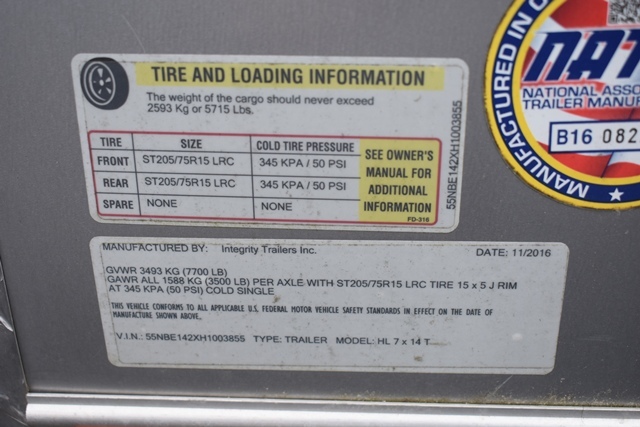 TIRE AND LOADING INFORMATION
The weight of the cargo should never exceed
2593 Kg or 5715 Lbs.
TIRE SIZE COLD TIRE PRESSURE
FRONT ST205/75R15 LRC 345 KPA / 50 PSI
REAR ST205/75R15 LRC 345 KPA / 50 PSI
SPARE NONE NONE
SEE OWNER'S
MANUAL FOR
ADDITIONAL
INFORMATION
FD-316
55NBE142XH1003855
MANUFACTURED IN
NAT
NATIONAL ASSO
TRAILER MANU
B16 082
MANUFAC
MANUFACTURED BY: Integrity Trailers Inc. DATE: 11/2016
GVWR 3493 KG (7700 LB)
GAWR ALL 1588 KG (3500 LB) PER AXLE WITH ST205/75R15 LRC TIRE 15 x 5 J RIM
AT 345 KPA (50 PSI) COLD SINGLE
THIS VEHICLE CONFORMS TO ALL APPLICABLE U.S. FEDERAL MOTOR VEHICLE SAFETY STANDARDS IN EFFECT ON THE DATE OF
MANUFACTURE SHOWN ABOVE.
V.I.N.: 55NBE142XH1003855 TYPE: TRAILER MODEL: HL 7 x 14 T